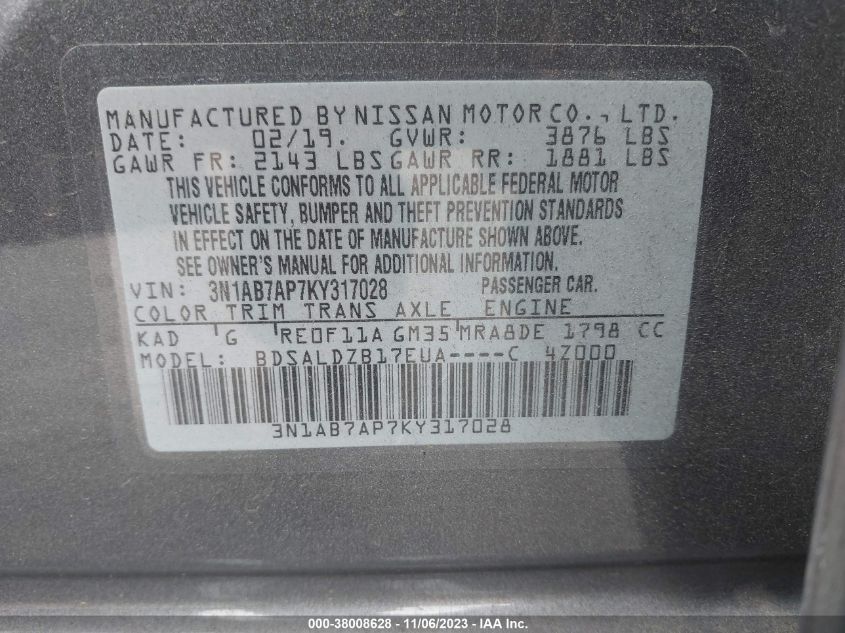 MANUFACTURED BY NISSAN MOTOR CO., LTD.
DATE: 02/19. GVWR: 3876 LBS
GAWR FR: 2143 LBS GAWR RR: 1881 LBS
THIS VEHICLE CONFORMS TO ALL APPLICABLE FEDERAL MOTOR
VEHICLE SAFETY, BUMPER AND THEFT PREVENTION STANDARDS
IN EFFECT ON THE DATE OF MANUFACTURE SHOWN ABOVE.
SEE OWNER'S MANUAL FOR ADDITIONAL INFORMATION.
VIN: 3N1AB7AP7KY317028 PASSENGER CAR.
COLOR TRIM TRANS AXLE ENGINE
KAD G RE0F11A GM35 MRA8DE 1798 CC
MODEL: BDSALDZB17EUA----C 4Z000
3N1AB7AP7KY317028
000-38008628 - 11/06/2023 - IAA Inc.